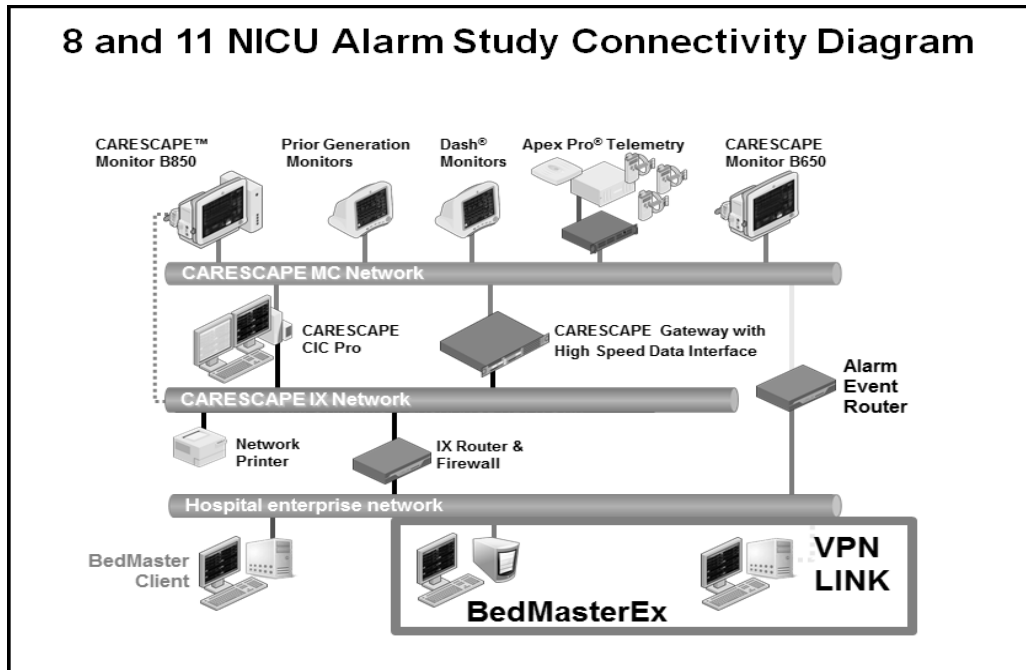 8 and 11 NICU Alarm Study Connectivity Diagram
CARESCAPE™
Monitor B850
Prior Generation
Monitors
Dash®
Monitors
Apex Pro® Telemetry
CARESCAPE
Monitor B650
CARESCAPE MC Network
CARESCAPE
CIC Pro
CARESCAPE Gateway with
High Speed Data Interface
Alarm
Event
Router
CARESCAPE IX Network
Network
Printer
IX Router &
Firewall
Hospital enterprise network
BedMaster
Client
BedMasterEx
VPN
LINK